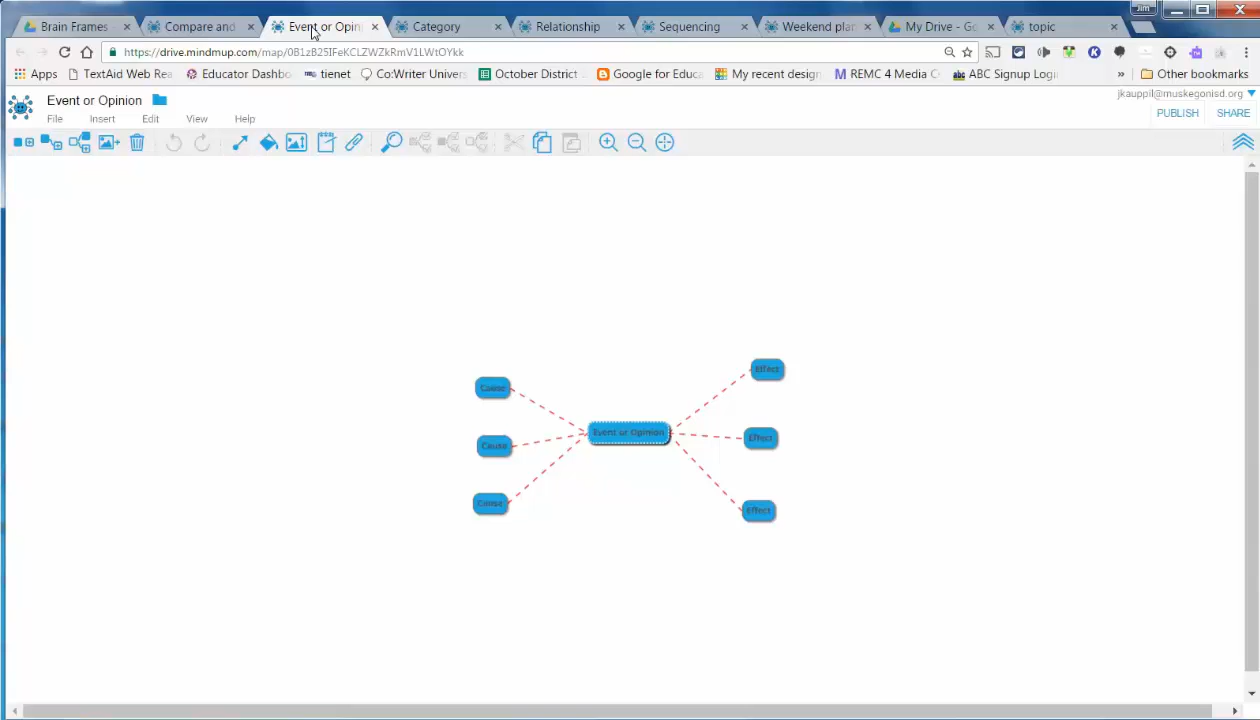 Jim
Brain Frames
Compare and
Event or Opin
Category
Relationship
Sequencing
Weekend plan
My Drive - Go
topic
https://drive.mindmup.com/map/0B1zB25IFeKCLZWZkRmV1LWtOYkk
Apps
TextAid Web Rea
Educator Dashbo
tienet
Co:Writer Univers
October District
Google for Educa
My recent design
REMC 4 Media C
ABC Signup Logi
»
Other bookmarks
Event or Opinion
jkauppil@muskegonisd.org
File
Insert
Edit
View
Help
PUBLISH
SHARE
Effect
Cause
Event or Opinion
Effect
Cause
Cause
Effect